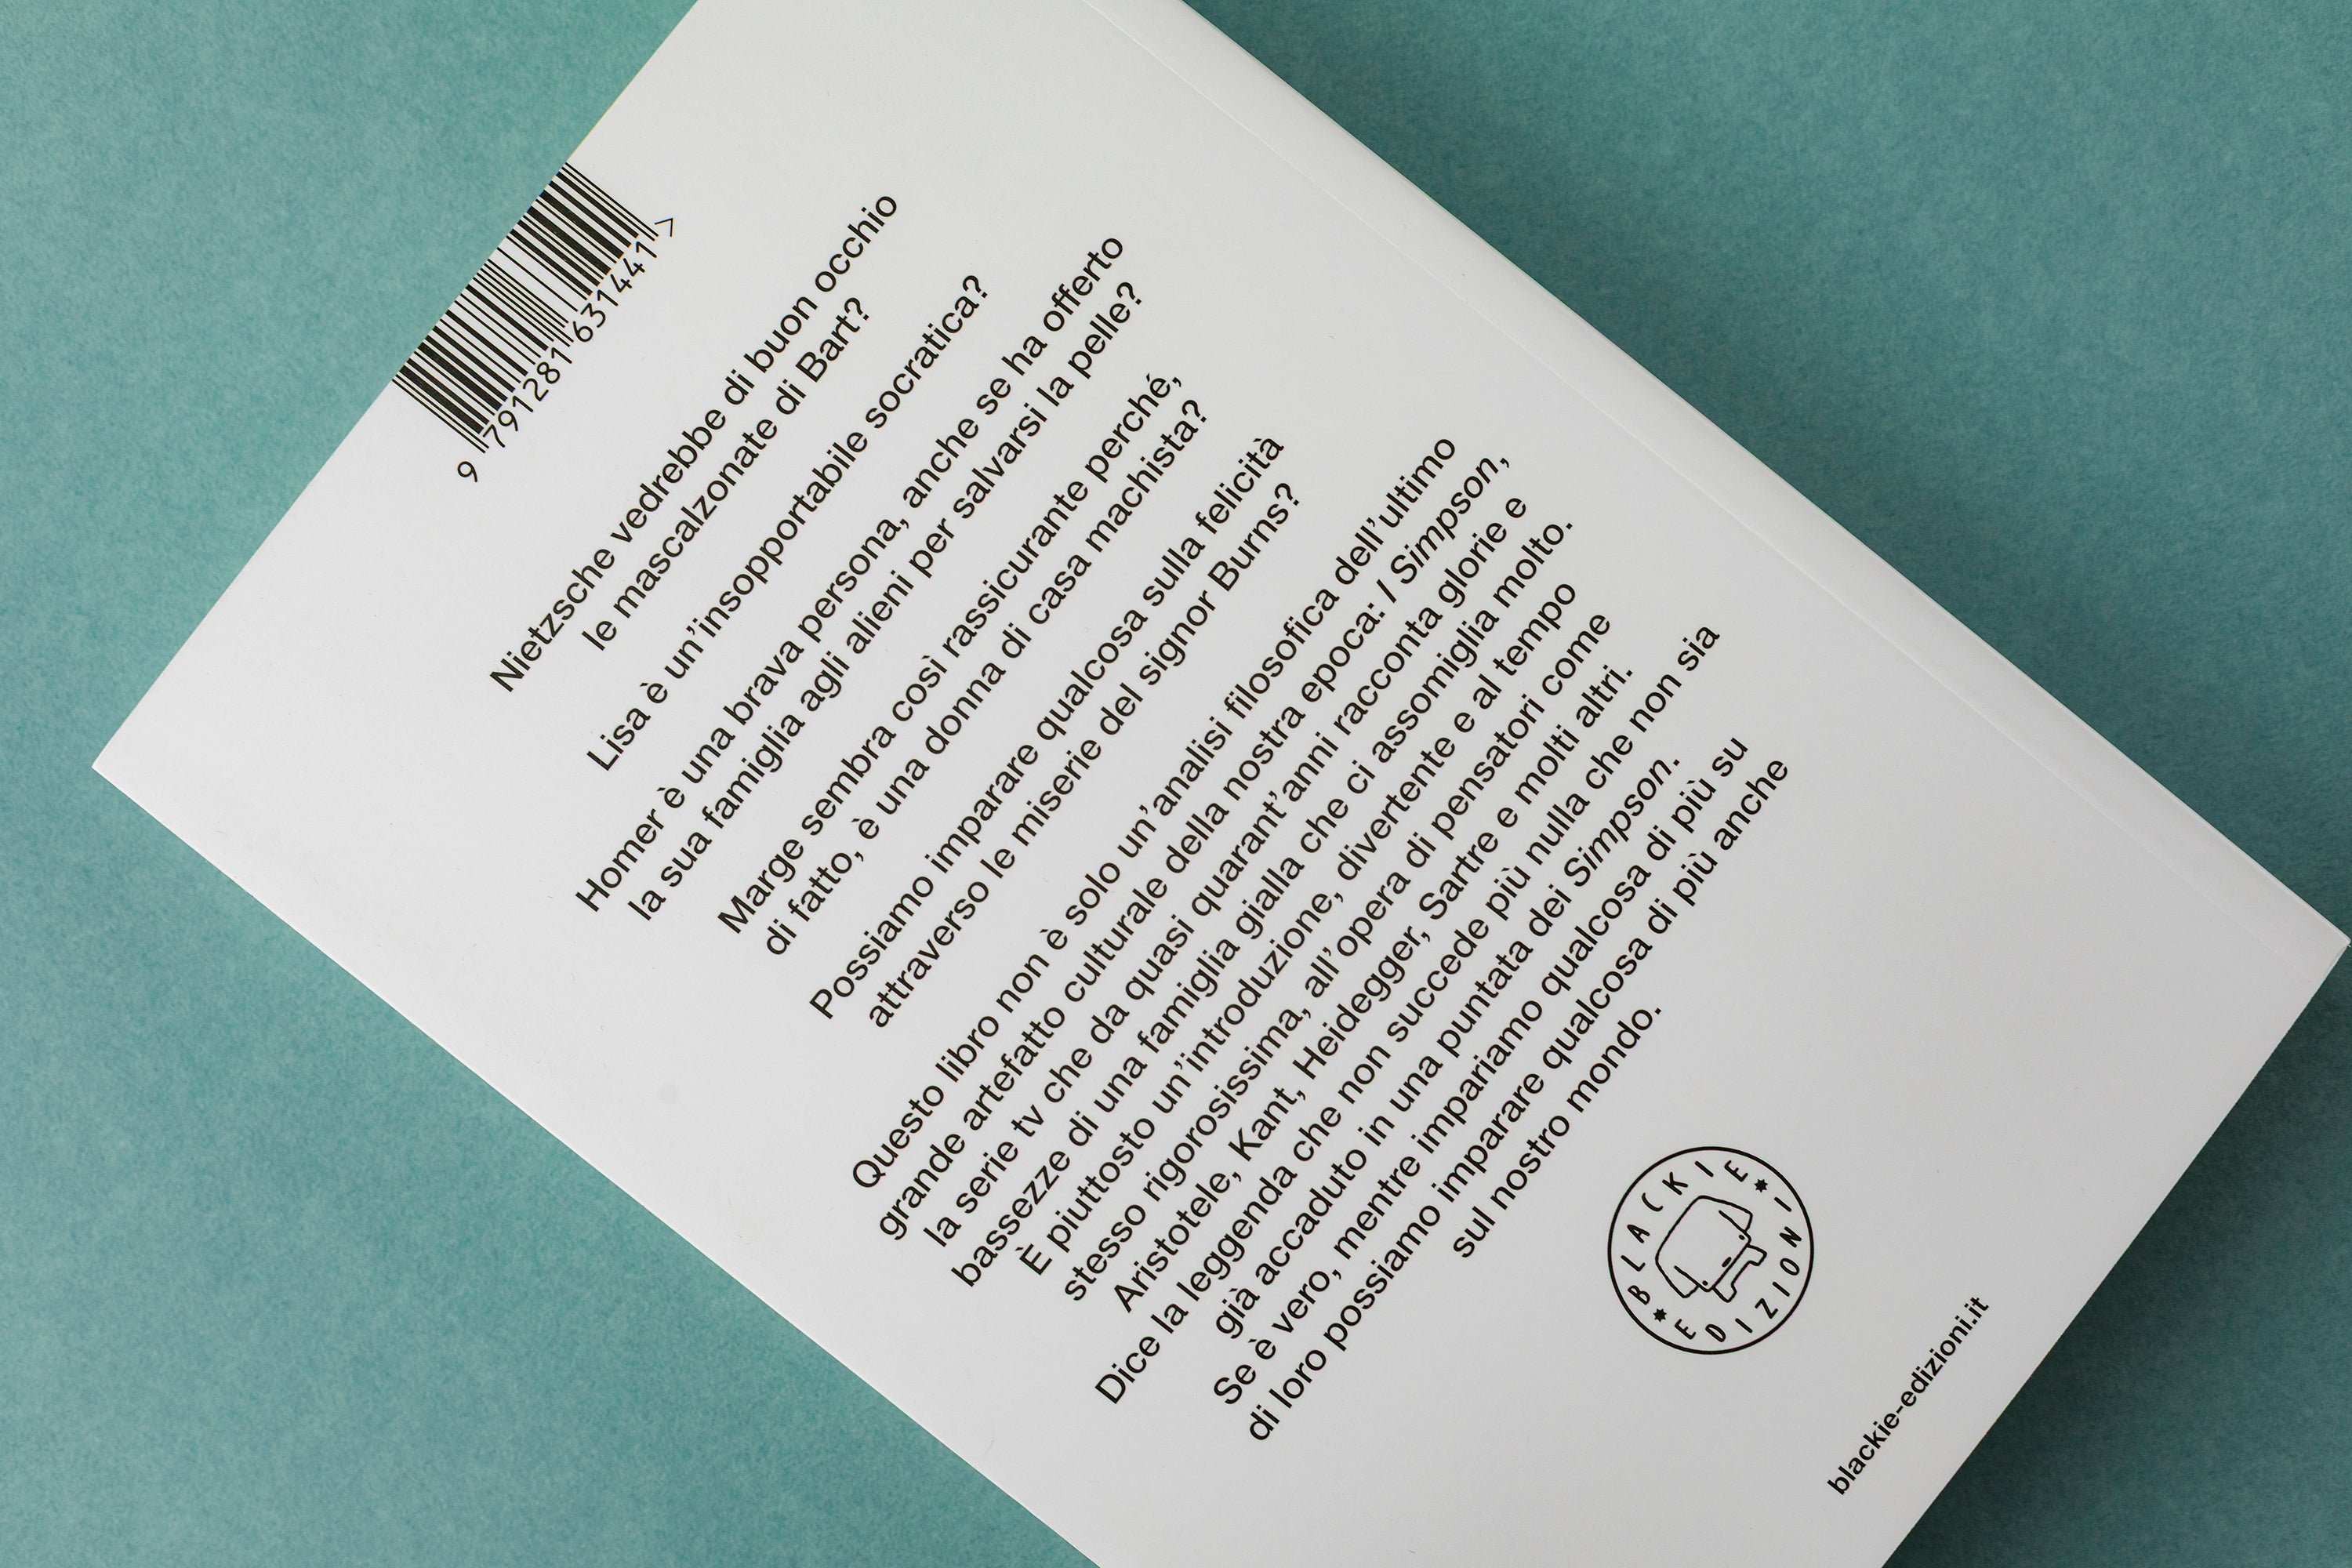 9 791281 631441 >
Nietzsche vedrebbe di buon occhio
le mascalzonate di Bart?
Lisa è un’insopportabile socratica?
Homer è una brava persona, anche se ha offerto
la sua famiglia agli alieni per salvarsi la pelle?
Marge sembra così rassicurante perché,
di fatto, è una donna di casa machista?
Possiamo imparare qualcosa sulla felicità
attraverso le miserie del signor Burns?
Questo libro non è solo un’analisi filosofica dell’ultimo
grande artefatto culturale della nostra epoca: I Simpson,
la serie tv che da quasi quarant’anni racconta glorie e
bassezze di una famiglia gialla che ci assomiglia molto.
È piuttosto un’introduzione, divertente e al tempo
stesso rigorosissima, all’opera di pensatori come
Aristotele, Kant, Heidegger, Sartre e molti altri.
Dice la leggenda che non succede più nulla che non sia
già accaduto in una puntata dei Simpson.
Se è vero, mentre impariamo qualcosa di più su
di loro possiamo imparare qualcosa di più anche
sul nostro mondo.
BLACKIE
EDIZIONI
blackie-edizioni.it